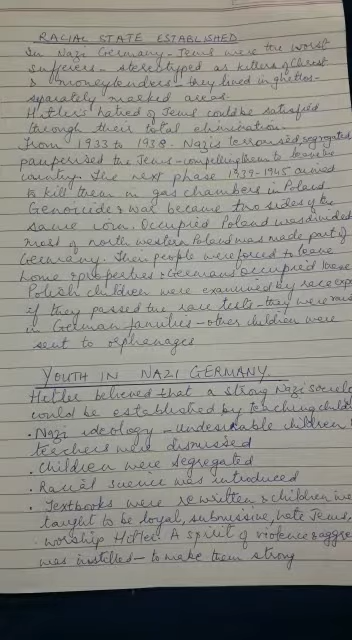 RACIAL STATE ESTABLISHED
In Nazi Germany - Jews were the worst
sufferers - stereotyped as killers of Christ
& moneylenders - they lived in ghettos -
separately marked areas.
Hitler's hatred of Jews could be satisfied
through their total elimination.
From 1933 to 1938 - Nazis terrorised, segregated
pauperised the Jews - compelling them to leave
country. The next phase 1939-1945 aimed
to kill them in gas chambers in Poland
Genoicide & war became two sides of the
same coin. Occupied Poland was divided
most of north western Poland was made part of
Germany. Their people were forced to leave
home & properties & Germans occupied
Polish children were examined by race
if they passed the race tests - they were
in German families - other children were
sent to orphanages
YOUTH IN NAZI GERMANY.
Hitler believed that a strong Nazi
could be established by teaching
• Nazi ideology - undesirable children
teachers were dismissed
• Children were segregated
• Racial science was introduced
• Textbooks were rewritten & children
taught to be loyal, submissive, hate Jews,
worship Hitler. A spirit of violence &
was instilled - to make them strong